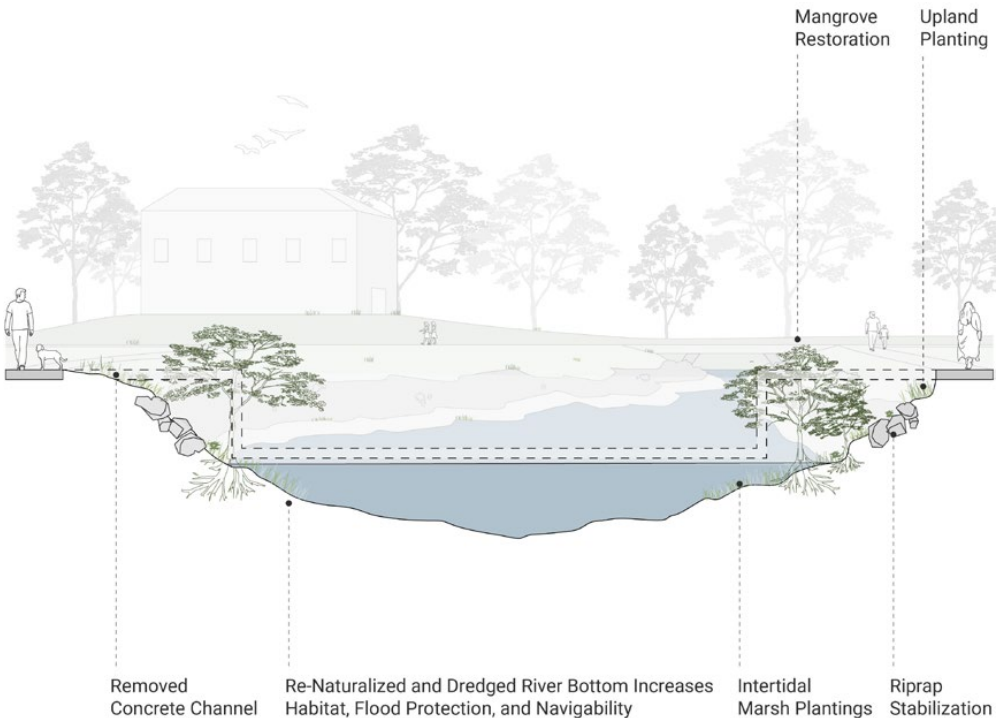 Mangrove
Restoration
Upland
Planting
Removed
Concrete Channel
Re-Naturalized and Dredged River Bottom Increases
Habitat, Flood Protection, and Navigability
Intertidal
Marsh Plantings
Riprap
Stabilization